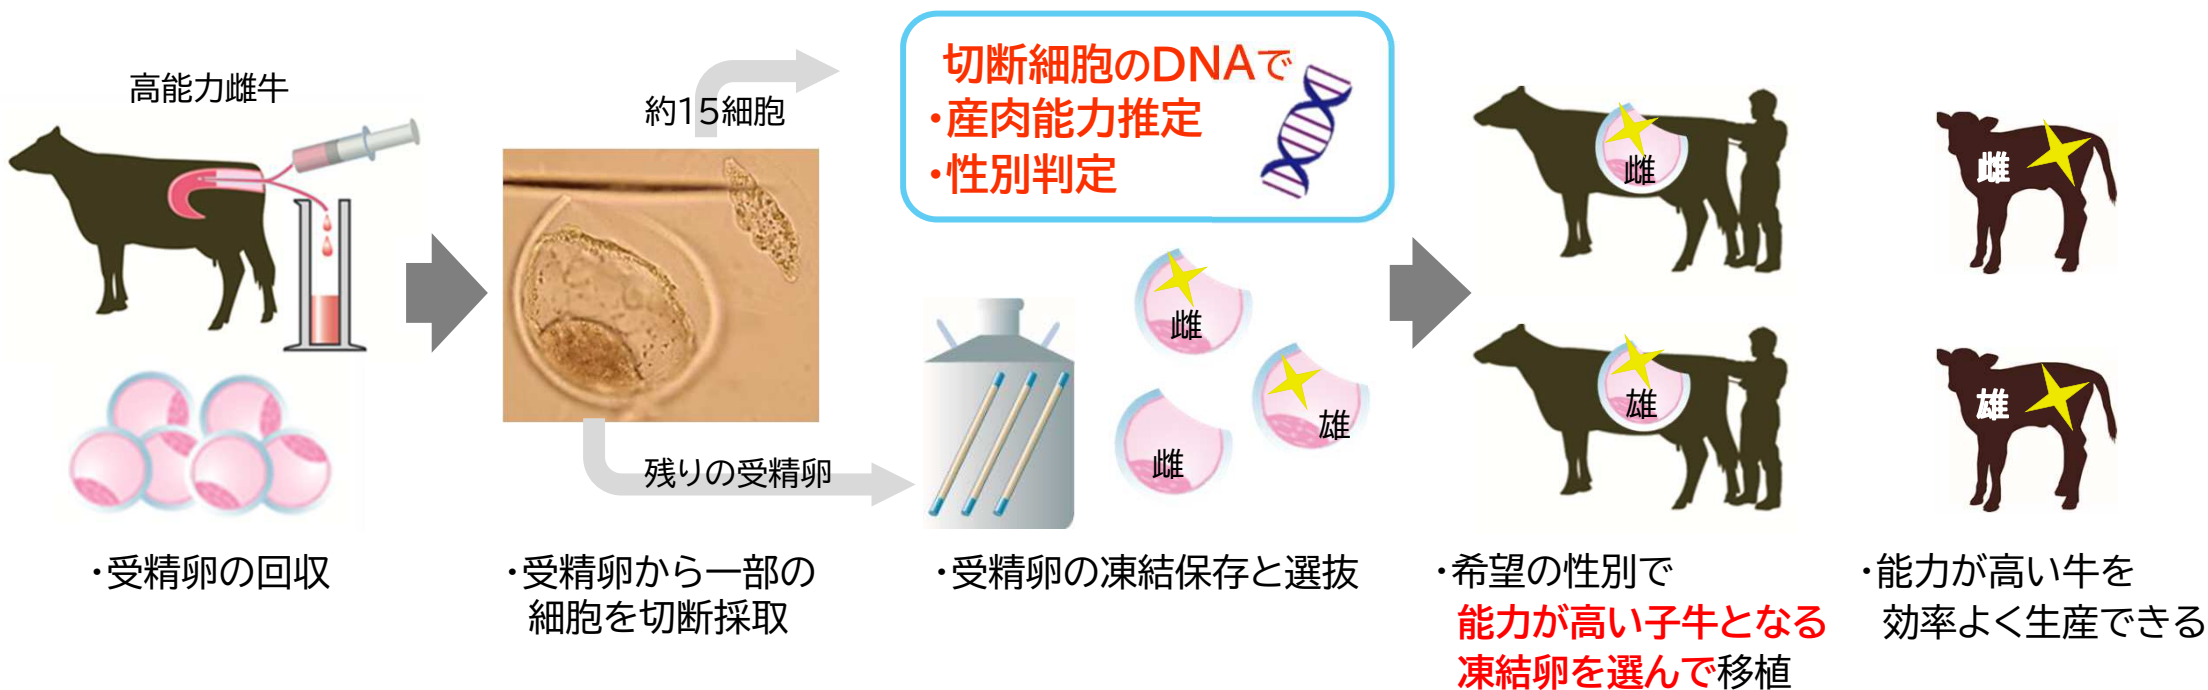 高能力雌牛
約15細胞
切断細胞のDNAで
・産肉能力推定
・性別判定
残りの受精卵
雌
雄
雌
雌
雄
雌
雄
・受精卵の回収
・受精卵から一部の
細胞を切断採取
・受精卵の凍結保存と選抜
・希望の性別で
能力が高い子牛となる
凍結卵を選んで移植
・能力が高い牛を
効率よく生産できる